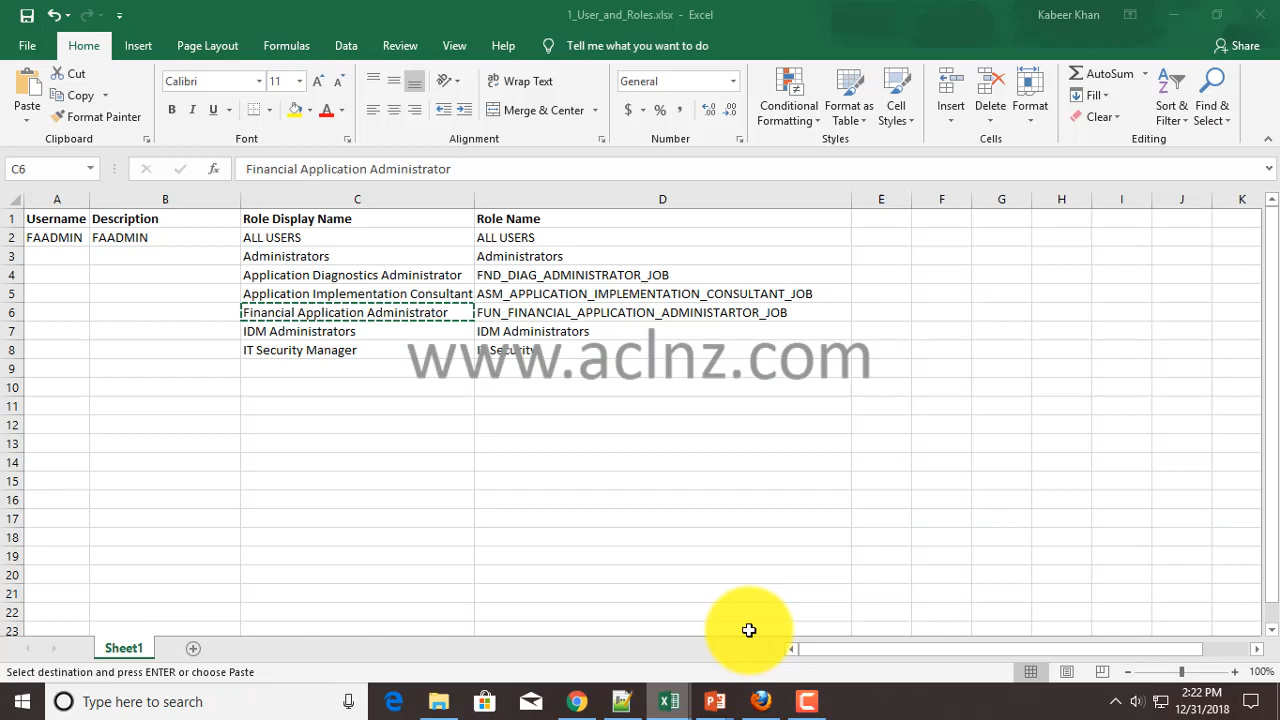 1_User_and_Roles.xlsx - Excel
Kabeer Khan
File Home Insert Page Layout Formulas Data Review View Help Tell me what you want to do Share
Paste
Cut
Copy
Format Painter
Clipboard
Calibri 11
B I U
Font
Wrap Text
Merge & Center
Alignment
General
$ % ,
Number
Conditional Formatting
Format as Table
Cell Styles
Styles
Insert Delete Format
Cells
AutoSum
Fill
Clear
Sort & Filter
Find & Select
Editing
C6 fx Financial Application Administrator
A B C D E F G H I J K
1 Username Description Role Display Name Role Name
2 FAADMIN FAADMIN ALL USERS ALL USERS
3 Administrators Administrators
4 Application Diagnostics Administrator FND_DIAG_ADMINISTRATOR_JOB
5 Application Implementation Consultant ASM_APPLICATION_IMPLEMENTATION_CONSULTANT_JOB
6 Financial Application Administrator FUN_FINANCIAL_APPLICATION_ADMINISTARTOR_JOB
7 IDM Administrators IDM Administrators
8 IT Security Manager IT Security
www.aclnz.com
9
10
11
12
13
14
15
16
17
18
19
20
21
22
23
Sheet1
Select destination and press ENTER or choose Paste
100%
Type here to search
2:22 PM
12/31/2018